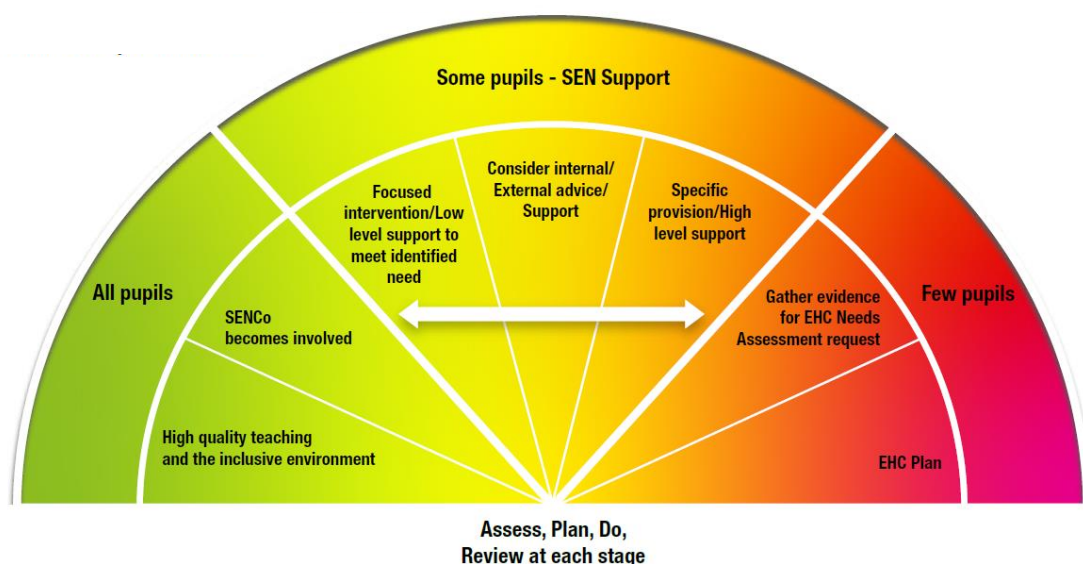 Some pupils - SEN Support
All pupils
Few pupils
High quality teaching
and the inclusive environment
SENCo
becomes involved
Focused
intervention/Low
level support to
meet identified
need
Consider internal/
External advice/
Support
Specific
provision/High
level support
Gather evidence
for EHC Needs
Assessment request
EHC Plan
Assess, Plan, Do,
Review at each stage